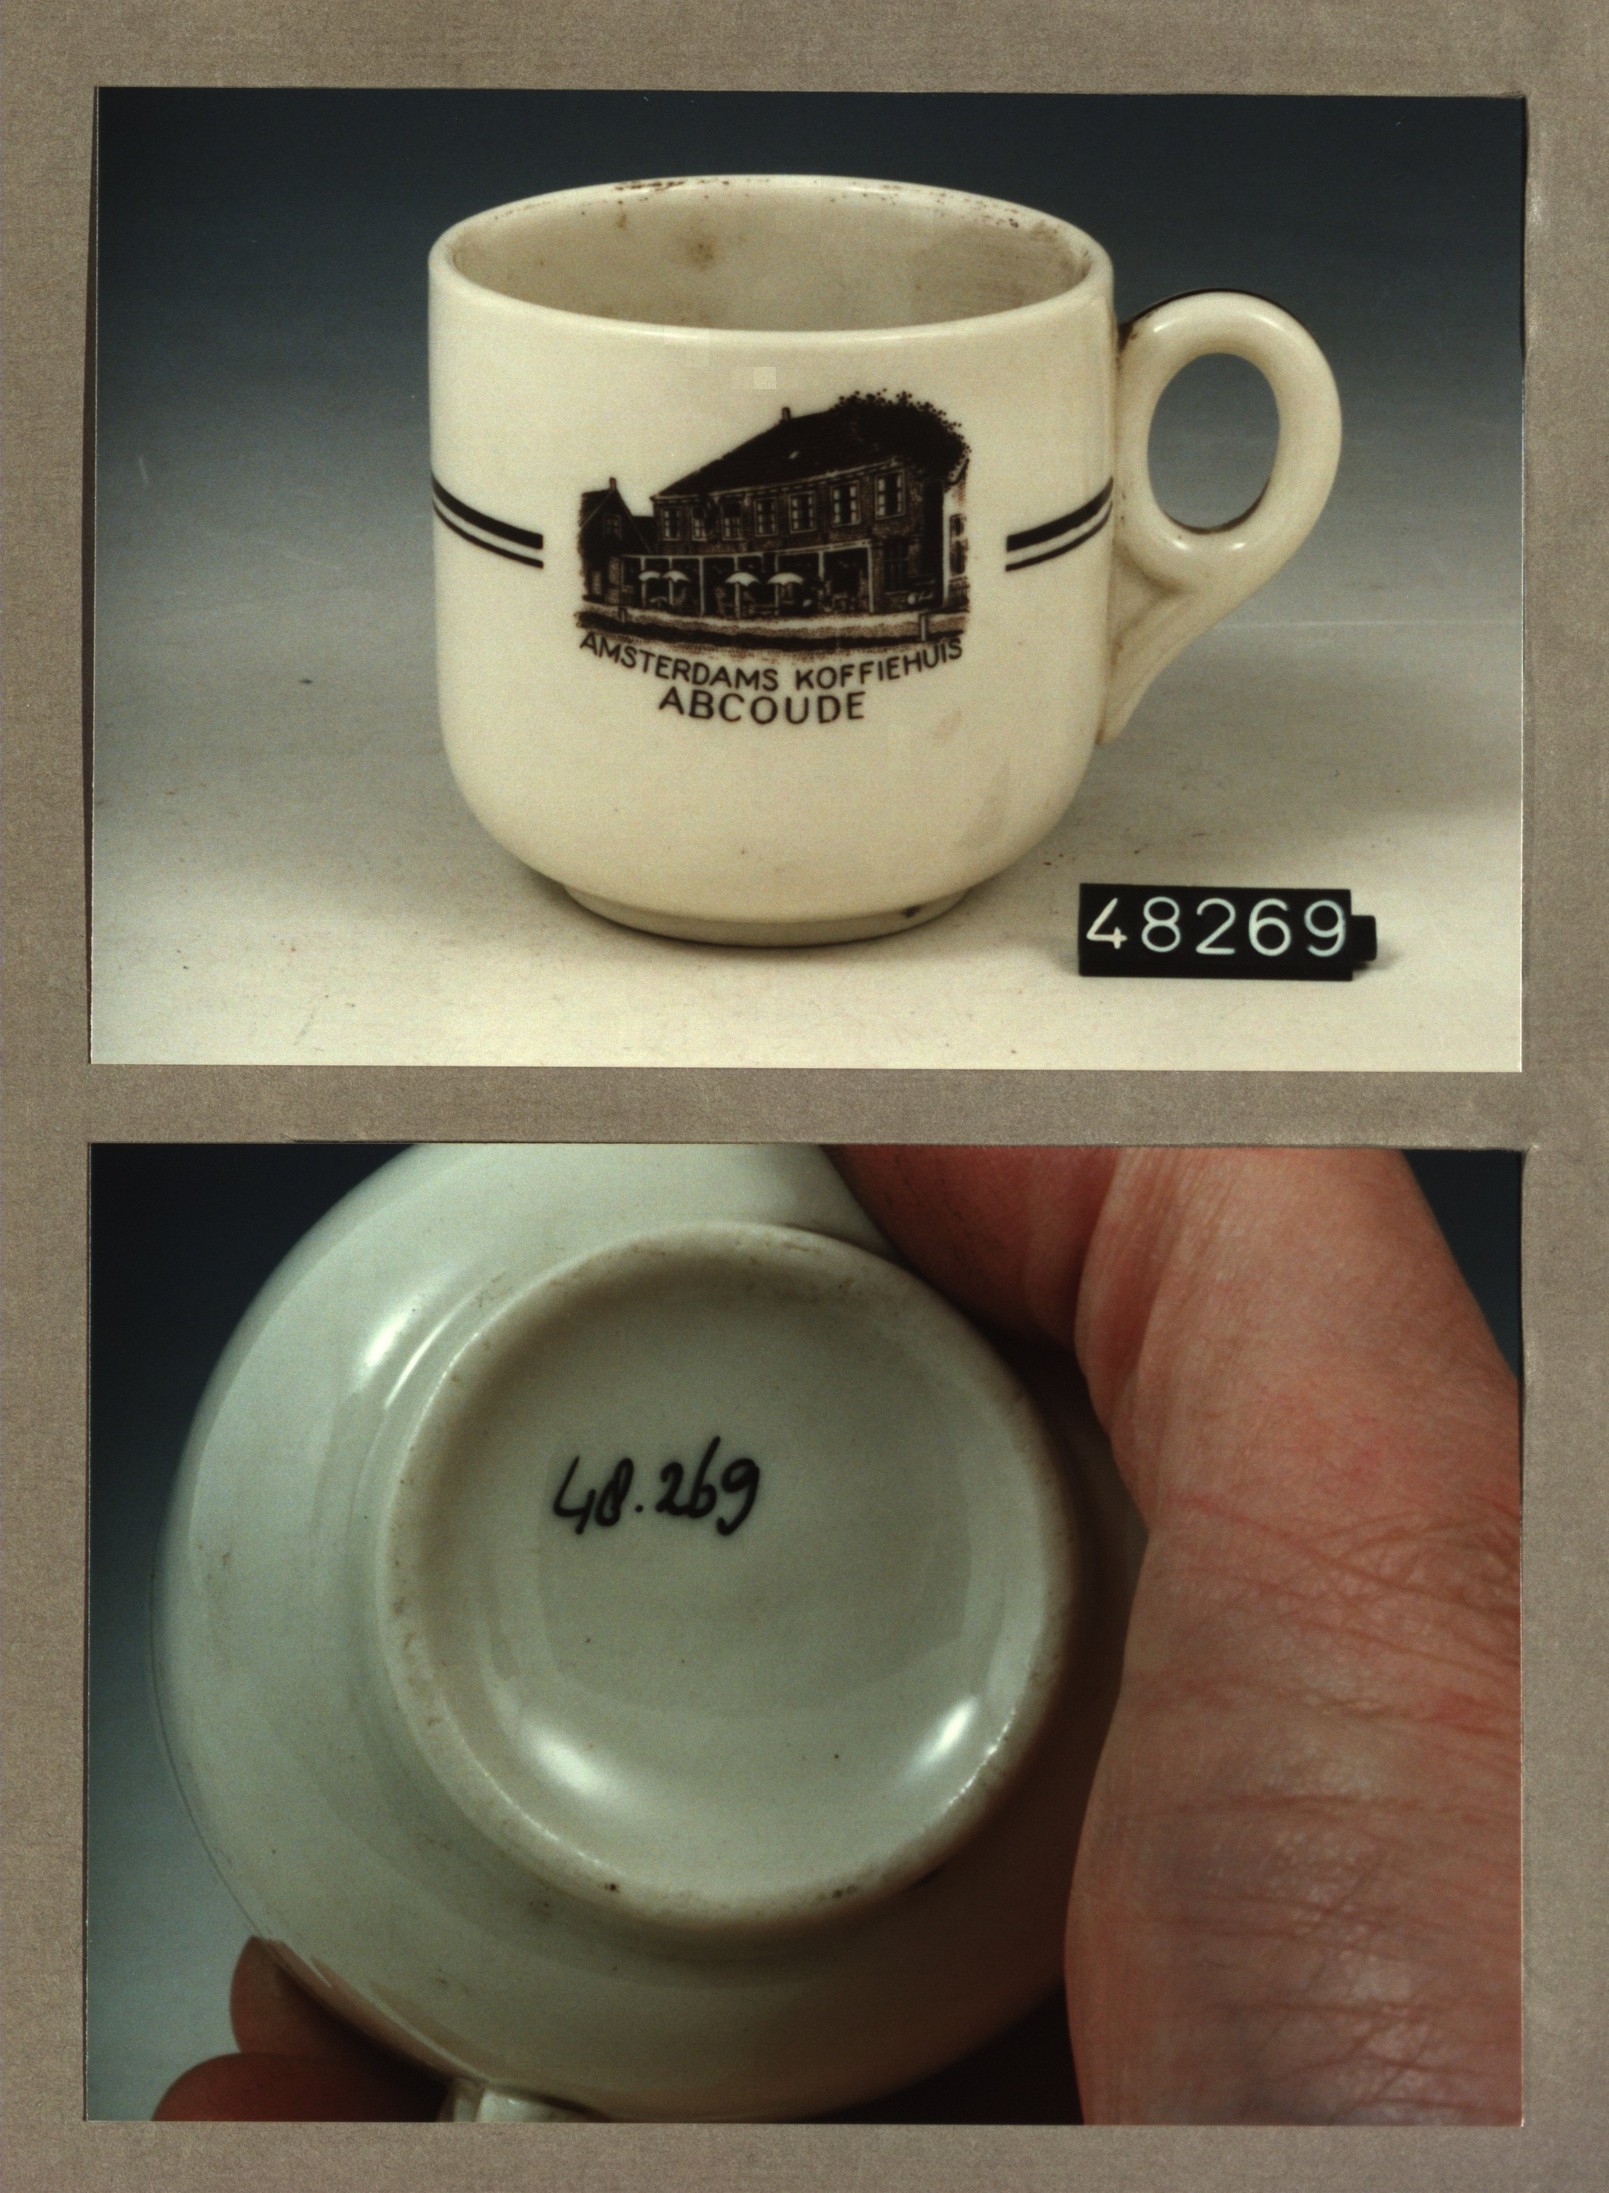 AMSTERDAMS KOFFIEHUIS
ABCOUDE
48269
48.269